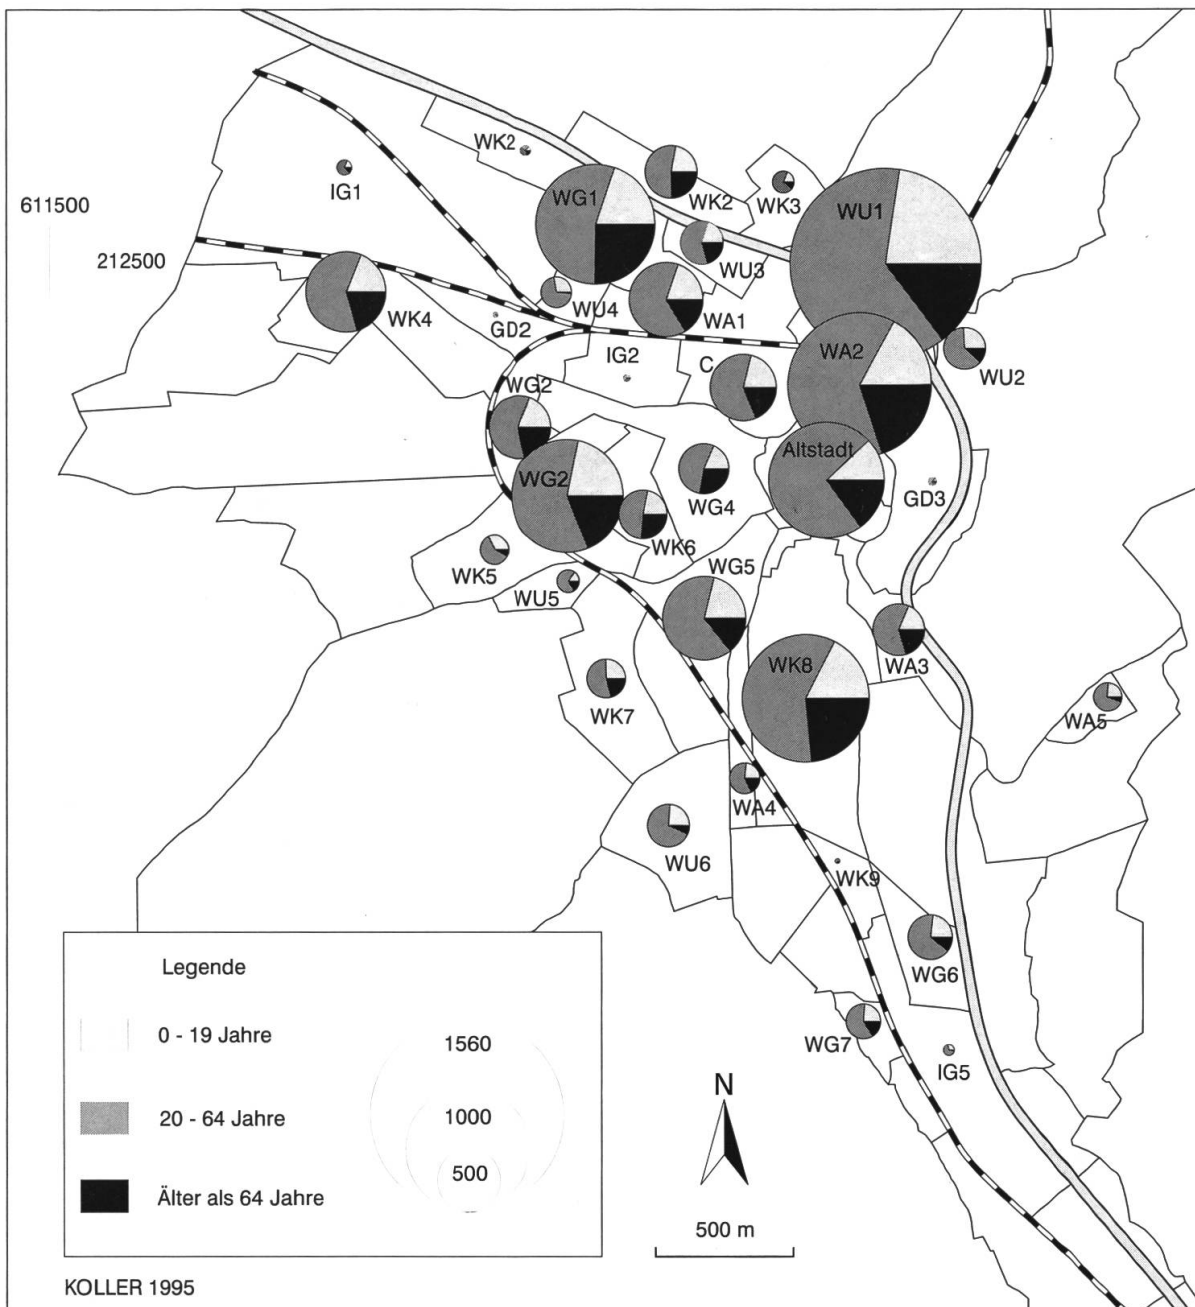 WK2
IG1
WK2
WK3
WG1
WU1
611500
WU3
212500
WK4
WU4
WA1
GD2
WA2
IG2
C
WU2
WG2
Altstadt
WG2
WG4
GD3
WK6
WK5
WG5
WU5
WK8
WA3
WK7
WA5
WA4
WU6
WK9
WG6
Legende
0 - 19 Jahre
1560
WG7
IG5
N
20 - 64 Jahre
1000
500
Älter als 64 Jahre
500 m
KOLLER 1995